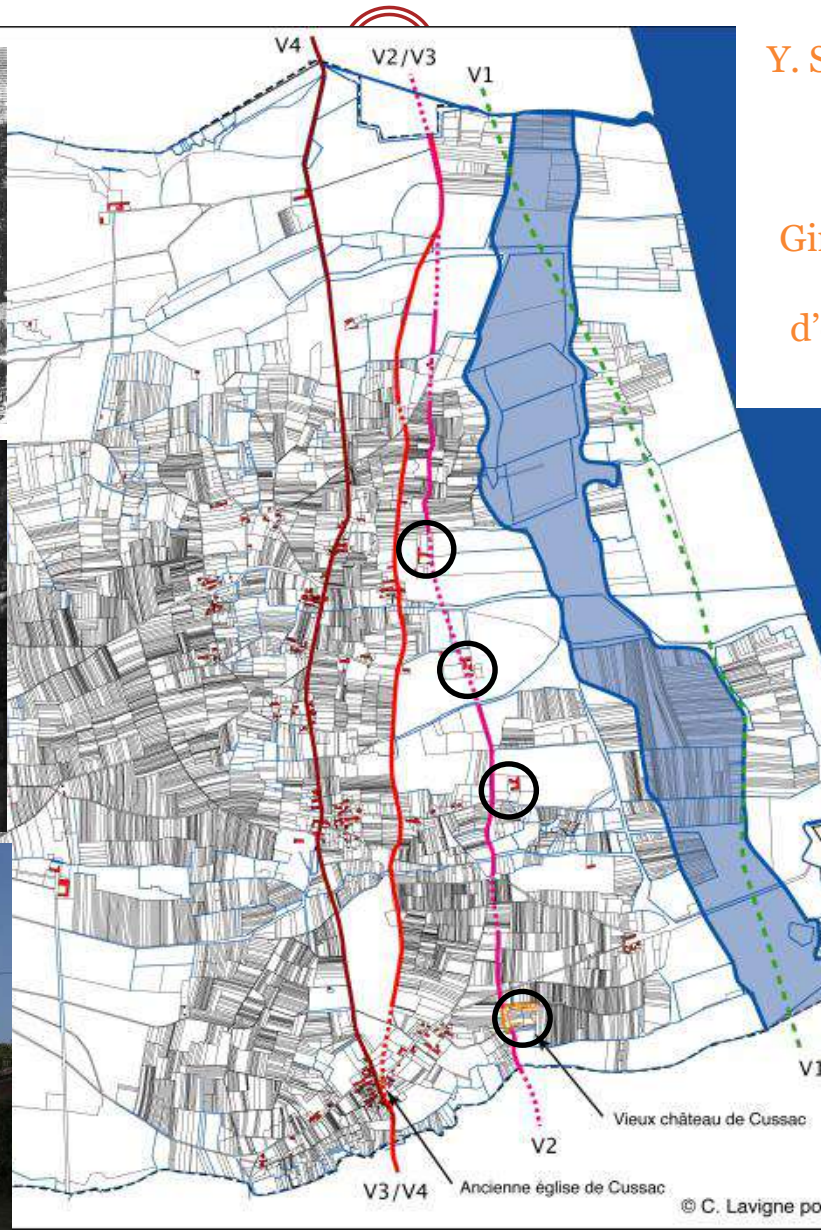 V4
V2/V3
V1
Y. S
Gi
d'
V1
Vieux château de Cussac
V2
Ancienne église de Cussac
V3/V4
© C. Lavigne po